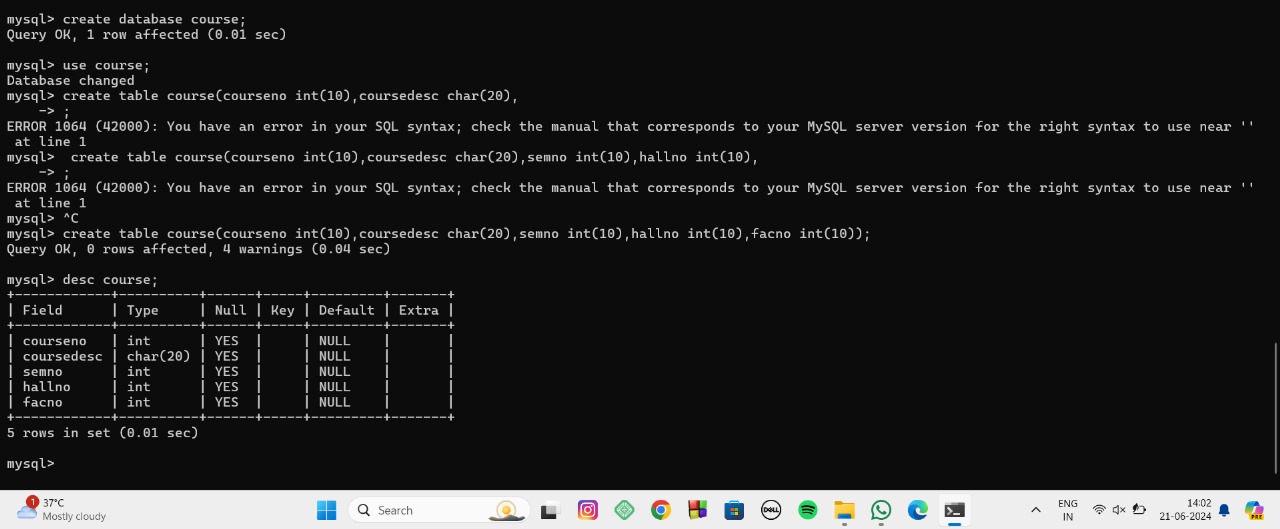 mysql> create database course;
Query OK, 1 row affected (0.01 sec)
mysql> use course;
Database changed
mysql> create table course(courseno int(10),coursedesc char(20),
    -> ;
ERROR 1064 (42000): You have an error in your SQL syntax; check the manual that corresponds to your MySQL server version for the right syntax to use near ''
 at line 1
mysql>  create table course(courseno int(10),coursedesc char(20),semno int(10),hallno int(10),
    -> ;
ERROR 1064 (42000): You have an error in your SQL syntax; check the manual that corresponds to your MySQL server version for the right syntax to use near ''
 at line 1
mysql> ^C
mysql> create table course(courseno int(10),coursedesc char(20),semno int(10),hallno int(10),facno int(10));
Query OK, 0 rows affected, 4 warnings (0.04 sec)
mysql> desc course;
+------------+----------+------+-----+---------+-------+
| Field      | Type     | Null | Key | Default | Extra |
+------------+----------+------+-----+---------+-------+
| courseno   | int      | YES  |     | NULL    |       |
| coursedesc | char(20) | YES  |     | NULL    |       |
| semno      | int      | YES  |     | NULL    |       |
| hallno     | int      | YES  |     | NULL    |       |
| facno      | int      | YES  |     | NULL    |       |
+------------+----------+------+-----+---------+-------+
5 rows in set (0.01 sec)
mysql>
1
37°C
Mostly cloudy
Search
DELL
ENG
IN
14:02
21-06-2024
PRE